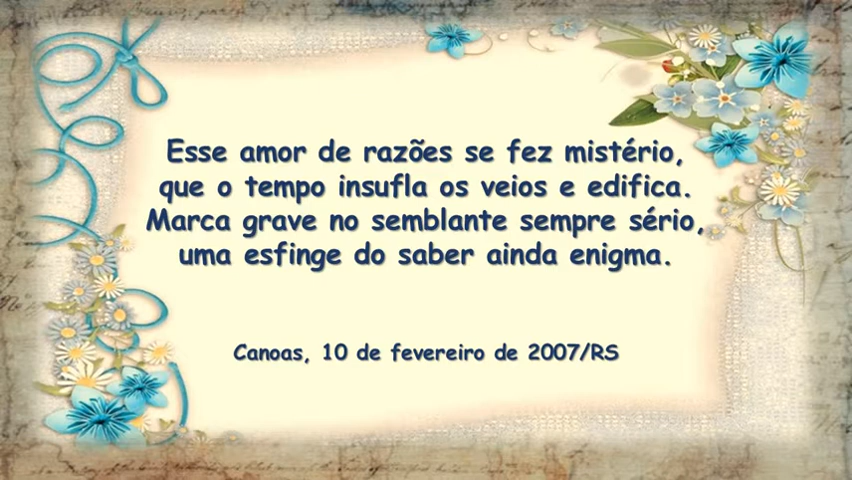 Esse amor de razões se fez mistério,
que o tempo insufla os veios e edifica.
Marca grave no semblante sempre sério,
uma esfinge do saber ainda enigma.
Canoas, 10 de fevereiro de 2007/RS